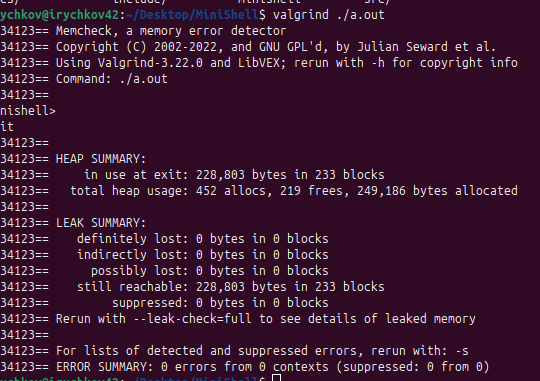 ychkov@irychkov42:~/Desktop/MiniShell$ valgrind ./a.out
34123== Memcheck, a memory error detector
34123== Copyright (C) 2002-2022, and GNU GPL'd, by Julian Seward et al.
34123== Using Valgrind-3.22.0 and LibVEX; rerun with -h for copyright info
34123== Command: ./a.out
34123==
nishell>
it
34123==
34123== HEAP SUMMARY:
34123==     in use at exit: 228,803 bytes in 233 blocks
34123==   total heap usage: 452 allocs, 219 frees, 249,186 bytes allocated
34123==
34123== LEAK SUMMARY:
34123==    definitely lost: 0 bytes in 0 blocks
34123==    indirectly lost: 0 bytes in 0 blocks
34123==      possibly lost: 0 bytes in 0 blocks
34123==    still reachable: 228,803 bytes in 233 blocks
34123==         suppressed: 0 bytes in 0 blocks
34123== Rerun with --leak-check=full to see details of leaked memory
34123==
34123== For lists of detected and suppressed errors, rerun with: -s
34123== ERROR SUMMARY: 0 errors from 0 contexts (suppressed: 0 from 0)
ychkov@irychkov42:~/Desktop/MiniShell$